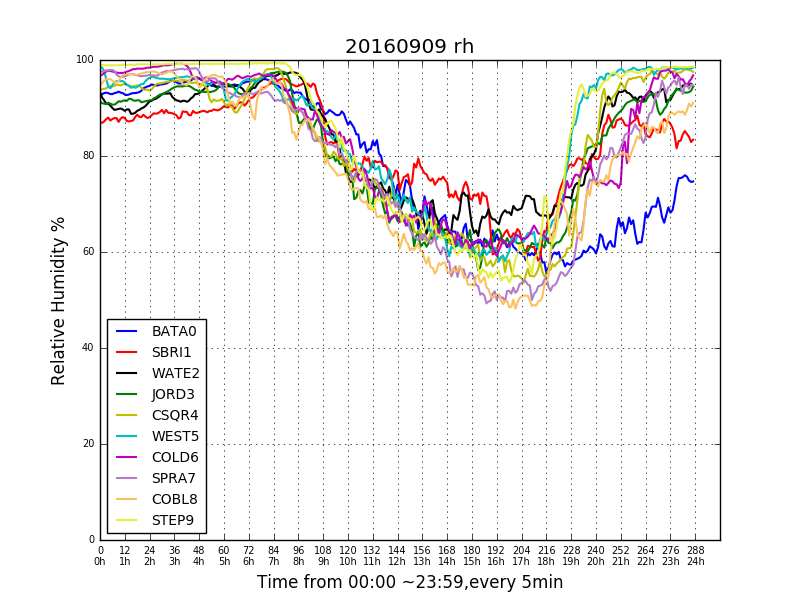 20160909 rh
100
80
60
40
20
0
Relative Humidity %
BATA0
SBRI1
WATE2
JORD3
CSQR4
WEST5
COLD6
SPRA7
COBL8
STEP9
0 12 24 36 48 60 72 84 96 108 120 132 144 156 168 180 192 204 216 228 240 252 264 276 288
0h 1h 2h 3h 4h 5h 6h 7h 8h 9h 10h 11h 12h 13h 14h 15h 16h 17h 18h 19h 20h 21h 22h 23h 24h
Time from 00:00 ~23:59,every 5min